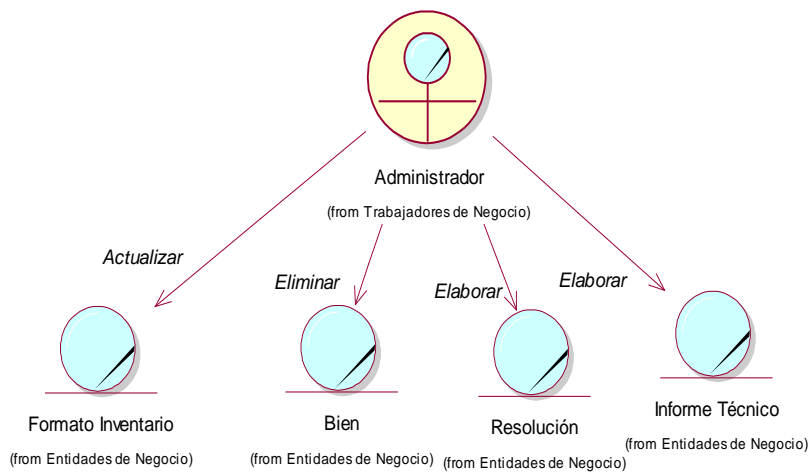 Administrador
(from Trabajadores de Negocio)
Actualizar
Eliminar
Elaborar
Elaborar
Formato Inventario
(from Entidades de Negocio)
Bien
(from Entidades de Negocio)
Resolución
(from Entidades de Negocio)
Informe Técnico
(from Entidades de Negocio)